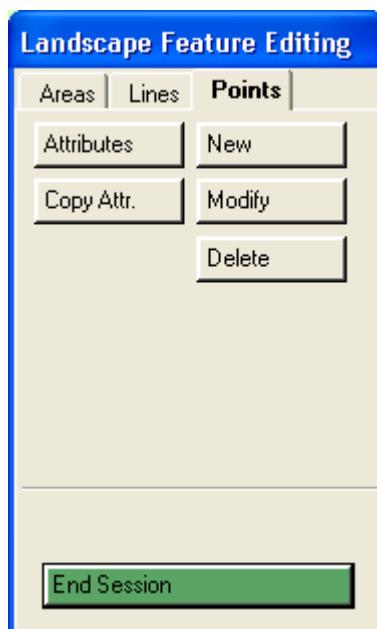 Landscape Feature Editing
Areas Lines Points
Attributes New
Copy Attr. Modify
Delete
End Session